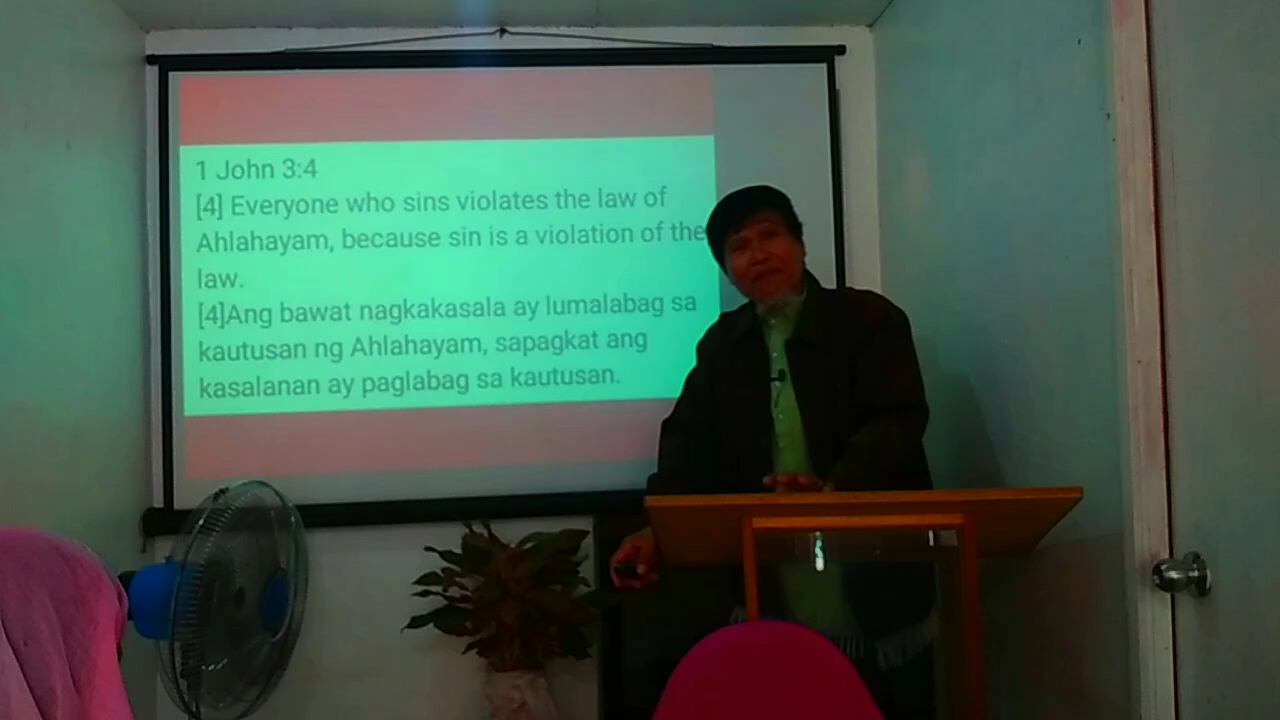 1 John 3:4
[4] Everyone who sins violates the law of
Ahlahayam, because sin is a violation of the
law.
[4]Ang bawat nagkakasala ay lumalabag sa
kautusan ng Ahlahayam, sapagkat ang
kasalanan ay paglabag sa kautusan.